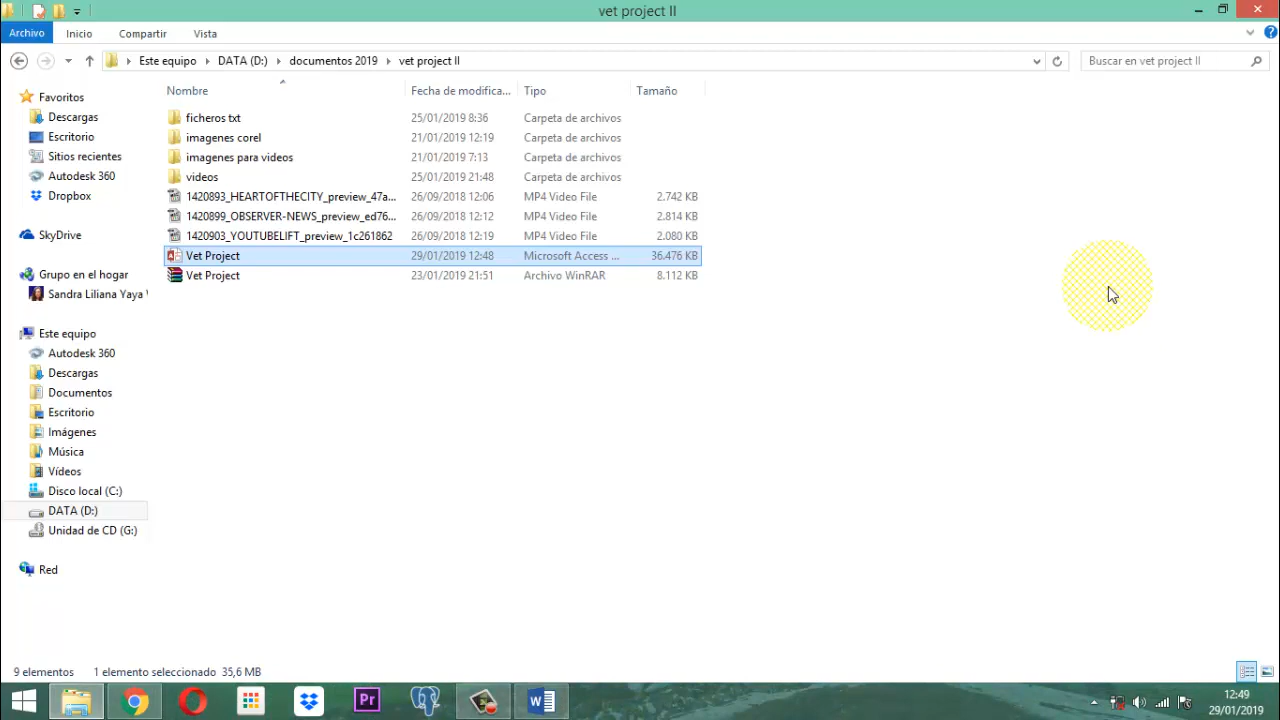 vet project II
Archivo Inicio Compartir Vista
Este equipo DATA (D:) documentos 2019 vet project II Buscar en vet project II
Nombre Fecha de modifica... Tipo Tamaño
Favoritos
Descargas
Escritorio
Sitios recientes
Autodesk 360
Dropbox
SkyDrive
Grupo en el hogar
Sandra Liliana Yaya
Este equipo
Autodesk 360
Descargas
Documentos
Escritorio
Imágenes
Música
Vídeos
Disco local (C:)
DATA (D:)
Unidad de CD (G:)
Red
ficheros txt 25/01/2019 8:36 Carpeta de archivos
imagenes corel 21/01/2019 12:19 Carpeta de archivos
imagenes para videos 21/01/2019 7:13 Carpeta de archivos
videos 25/01/2019 21:48 Carpeta de archivos
1420893_HEARTOFTHECITY_preview_47a... 26/09/2018 12:06 MP4 Video File 2.742 KB
1420899_OBSERVER-NEWS_preview_ed76... 26/09/2018 12:12 MP4 Video File 2.814 KB
1420903_YOUTUBELIFT_preview_1c261862 26/09/2018 12:19 MP4 Video File 2.080 KB
Vet Project 29/01/2019 12:48 Microsoft Access ... 36.476 KB
Vet Project 23/01/2019 21:51 Archivo WinRAR 8.112 KB
9 elementos 1 elemento seleccionado 35,6 MB
Pr
12:49
29/01/2019